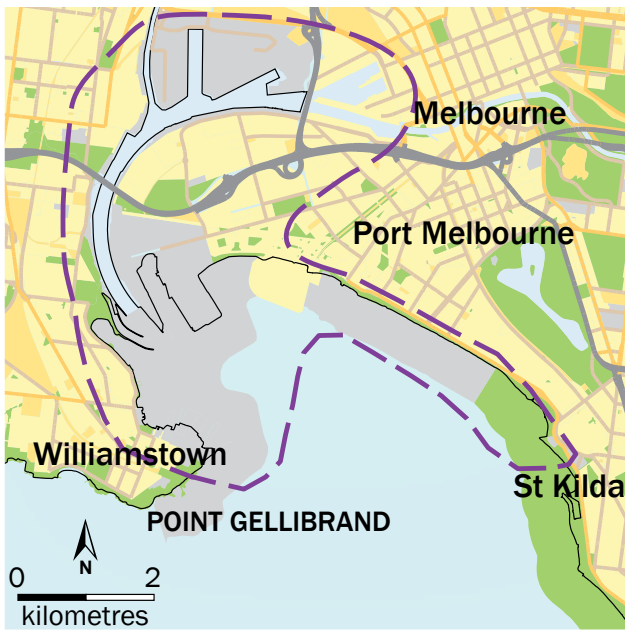 Melbourne
Port Melbourne
Williamstown
St Kilda
POINT GELLIBRAND
N
0 2
kilometres